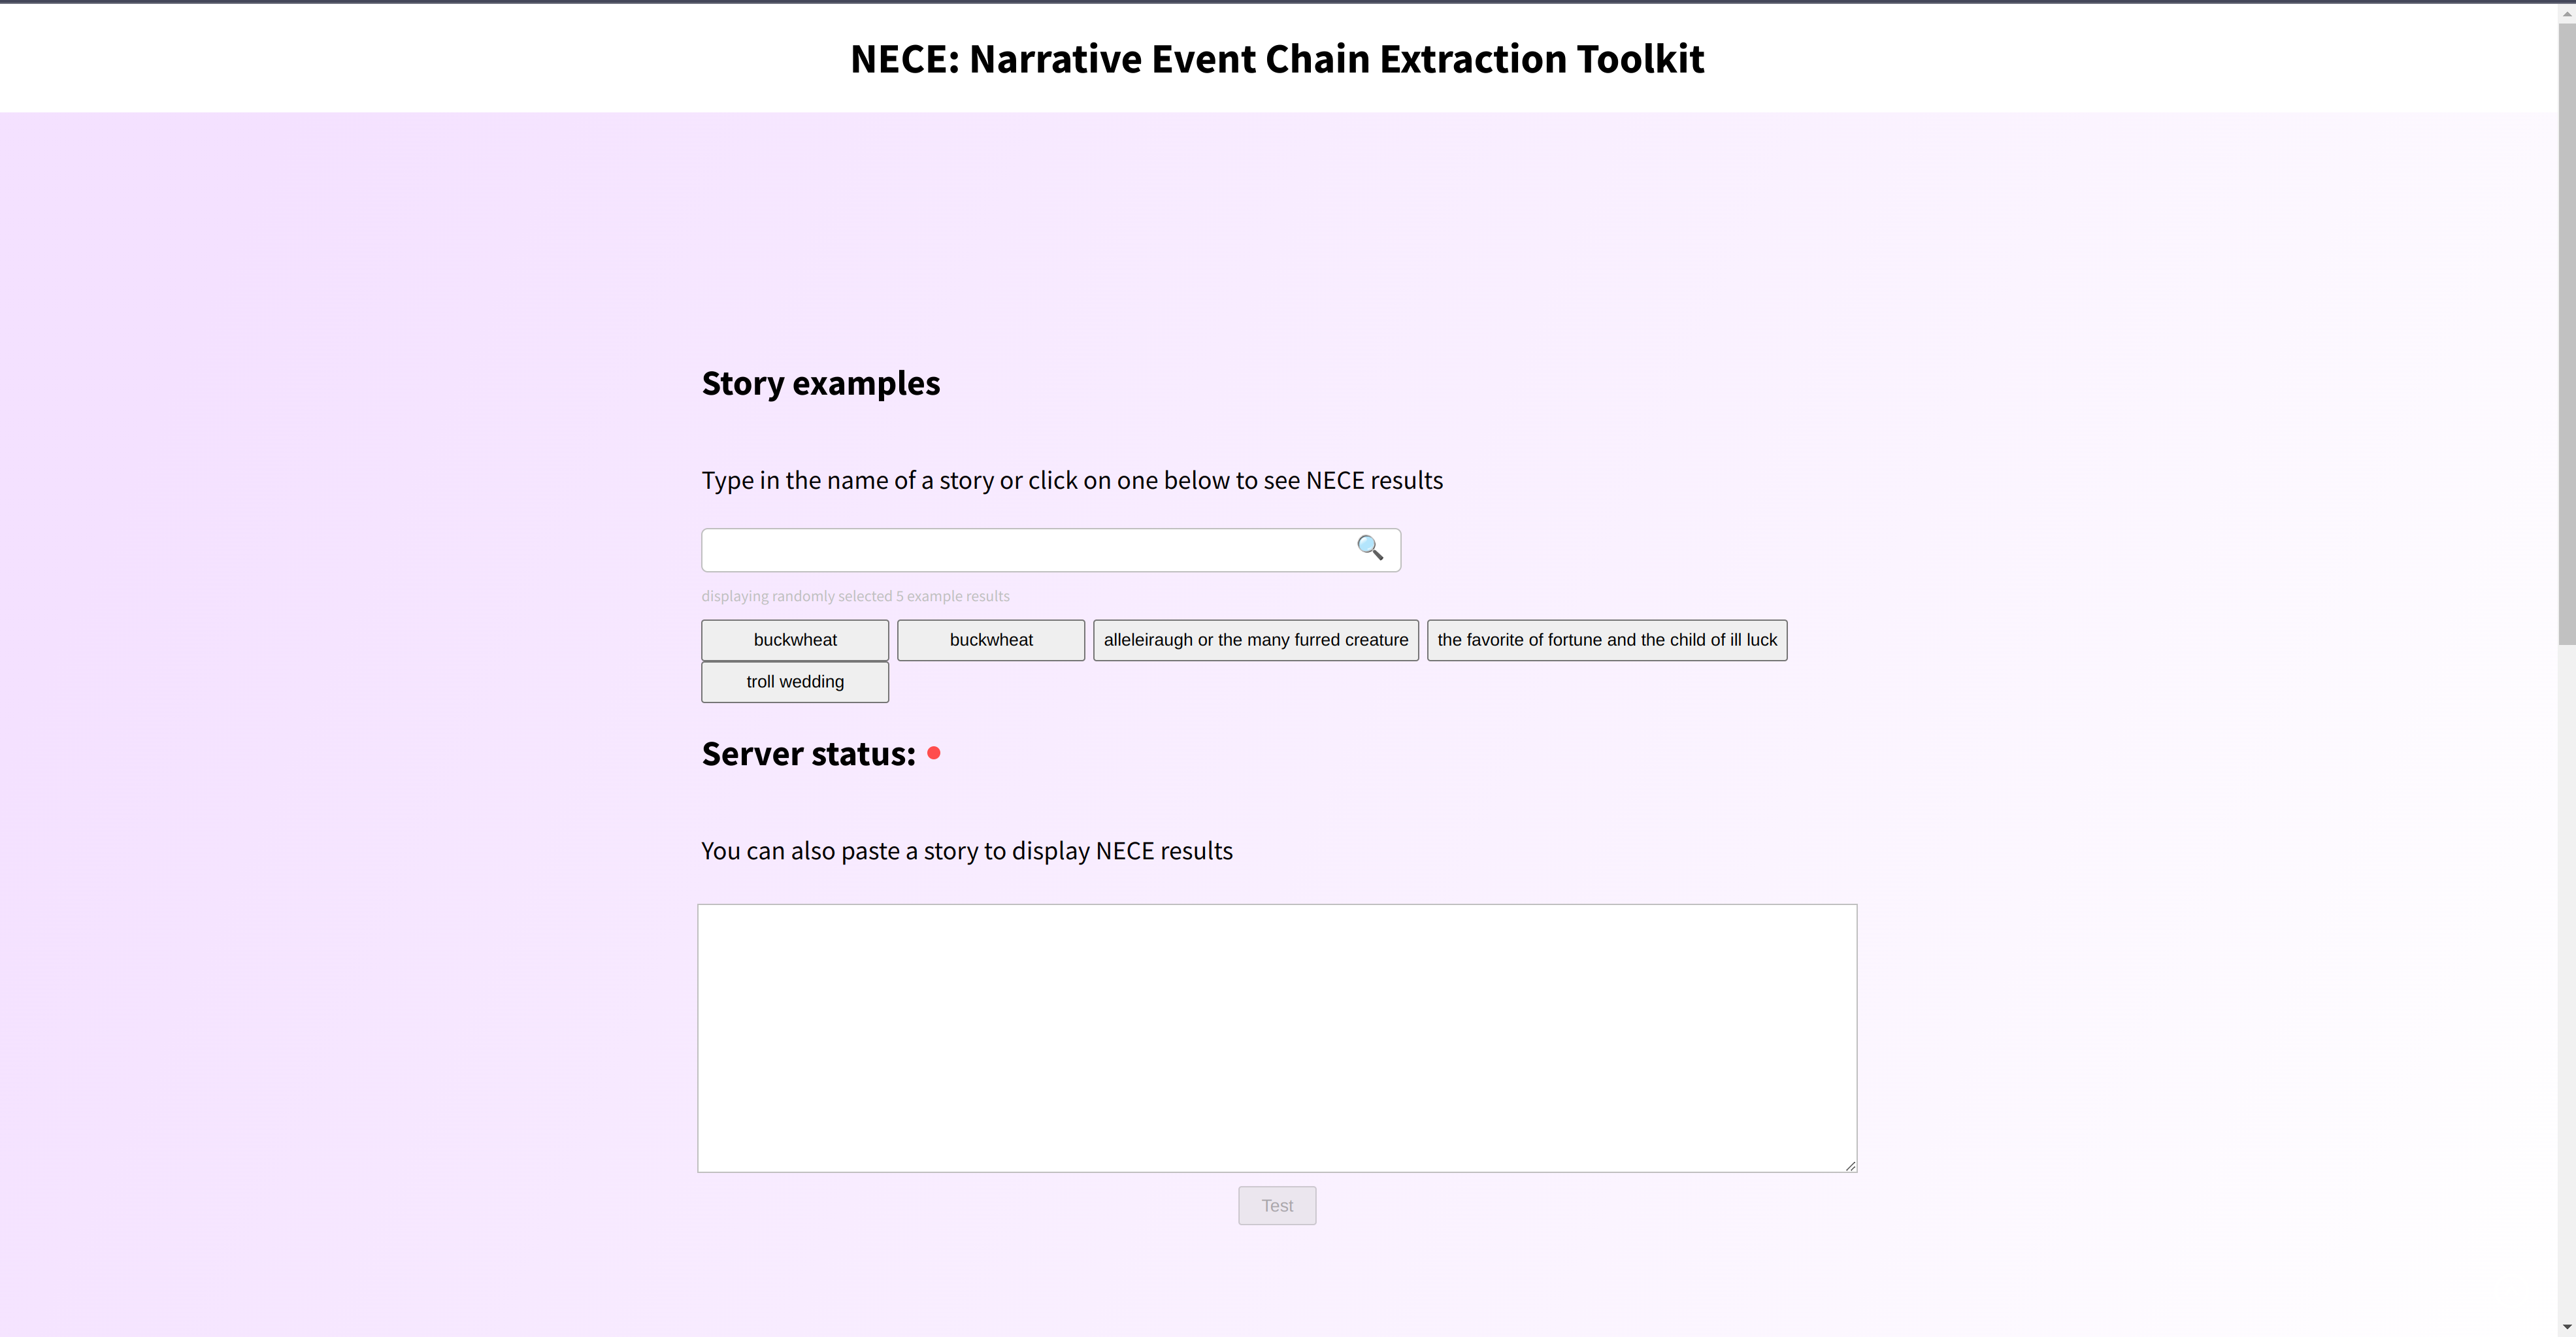 NECE: Narrative Event Chain Extraction Toolkit
Story examples
Type in the name of a story or click on one below to see NECE results
displaying randomly selected 5 example results
buckwheat buckwheat alleleiraugh or the many furred creature the favorite of fortune and the child of ill luck
troll wedding
Server status:
You can also paste a story to display NECE results
Test